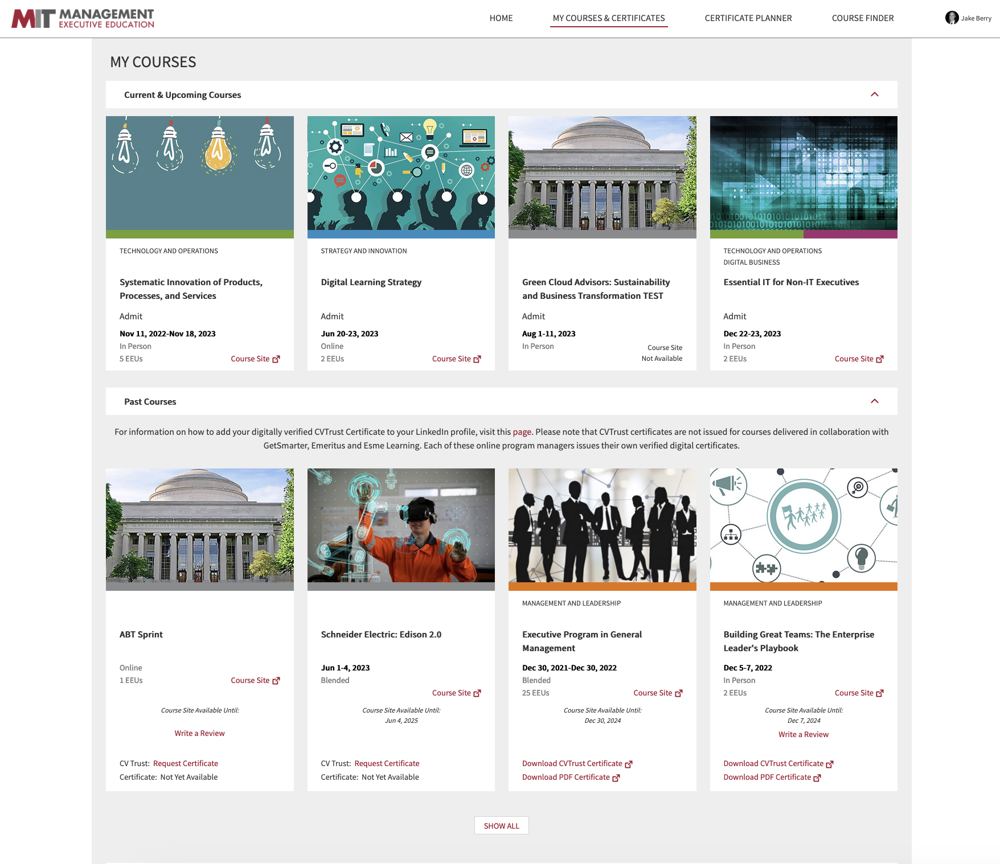 MIT MANAGEMENT
EXECUTIVE EDUCATION
HOME
MY COURSES & CERTIFICATES
CERTIFICATE PLANNER
COURSE FINDER
Jake Berry
MY COURSES
Current & Upcoming Courses
TECHNOLOGY AND OPERATIONS
Systematic Innovation of Products,
Processes, and Services
Admit
Nov 11, 2022-Nov 18, 2023
In Person
5 EEUs
Course Site
STRATEGY AND INNOVATION
Digital Learning Strategy
Admit
Jun 20-23, 2023
Online
2 EEUs
Course Site
Green Cloud Advisors: Sustainability
and Business Transformation TEST
Admit
Aug 1-11, 2023
In Person
Course Site
Not Available
TECHNOLOGY AND OPERATIONS
DIGITAL BUSINESS
Essential IT for Non-IT Executives
Admit
Dec 22-23, 2023
In Person
2 EEUs
Course Site
Past Courses
For information on how to add your digitally verified CVTrust Certificate to your LinkedIn profile, visit this page. Please note that CVTrust certificates are not issued for courses delivered in collaboration with
GetSmarter, Emeritus and Esme Learning. Each of these online program managers issues their own verified digital certificates.
ABT Sprint
Online
1 EEUs
Course Site
Course Site Available Until:
Write a Review
CV Trust: Request Certificate
Certificate: Not Yet Available
Schneider Electric: Edison 2.0
Jun 1-4, 2023
Blended
Course Site
Course Site Available Until:
Jun 4, 2025
CV Trust: Request Certificate
Certificate: Not Yet Available
MANAGEMENT AND LEADERSHIP
Executive Program in General
Management
Dec 30, 2021-Dec 30, 2022
Blended
25 EEUs
Course Site
Course Site Available Until:
Dec 30, 2024
Download CVTrust Certificate
Download PDF Certificate
MANAGEMENT AND LEADERSHIP
Building Great Teams: The Enterprise
Leader's Playbook
Dec 5-7, 2022
In Person
2 EEUs
Course Site
Course Site Available Until:
Dec 7, 2024
Write a Review
Download CVTrust Certificate
Download PDF Certificate
SHOW ALL